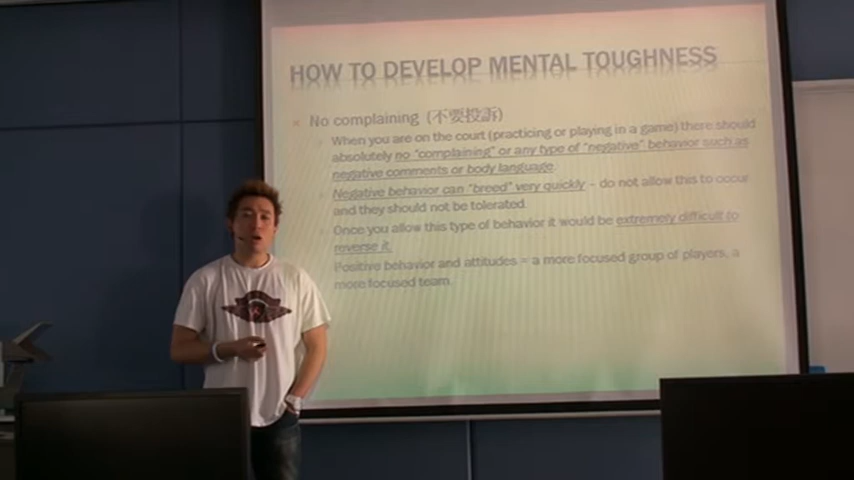 HOW TO DEVELOP MENTAL TOUGHNESS
No complaining (不要投訴)
When you are on the court (practicing or playing in a game) there should
absolutely no "complaining" or any type of "negative" behavior such as
negative comments or body language.
Negative behavior can "breed" very quickly – do not allow this to occur
and they should not be tolerated.
Once you allow this type of behavior it would be extremely difficult to
reverse it.
Positive behavior and attitudes = a more focused group of players, a
more focused team.